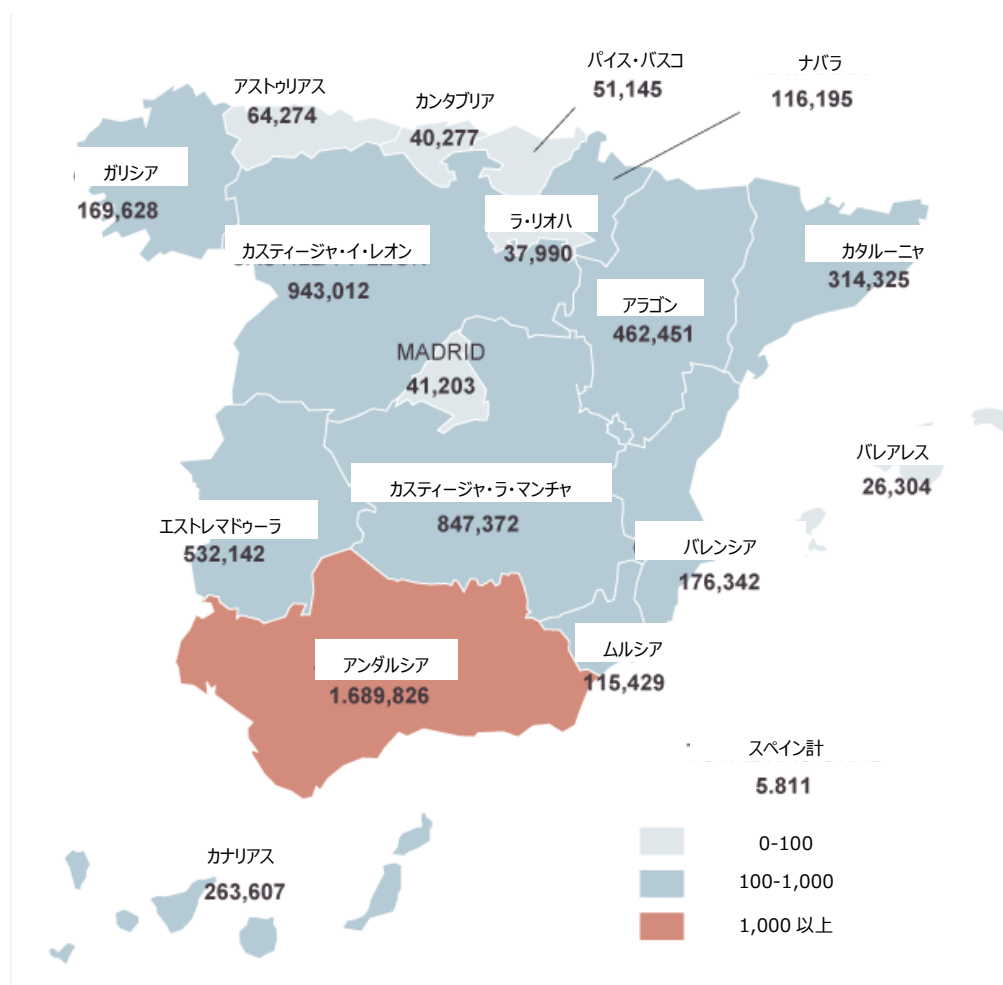 パイス・バスコ
51,145
ナバラ
116,195
アストゥリアス
64,274
カンタブリア
40,277
ガリシア
169,628
ラ・リオハ
37,990
カスティージャ・イ・レオン
943,012
カタルーニャ
314,325
アラゴン
462,451
MADRID
41,203
バレアレス
26,304
カスティージャ・ラ・マンチャ
847,372
エストレマドゥーラ
532,142
バレンシア
176,342
ムルシア
115,429
アンダルシア
1.689,826
スペイン計
5.811
カナリアス
263,607
0-100
100-1,000
1,000 以上